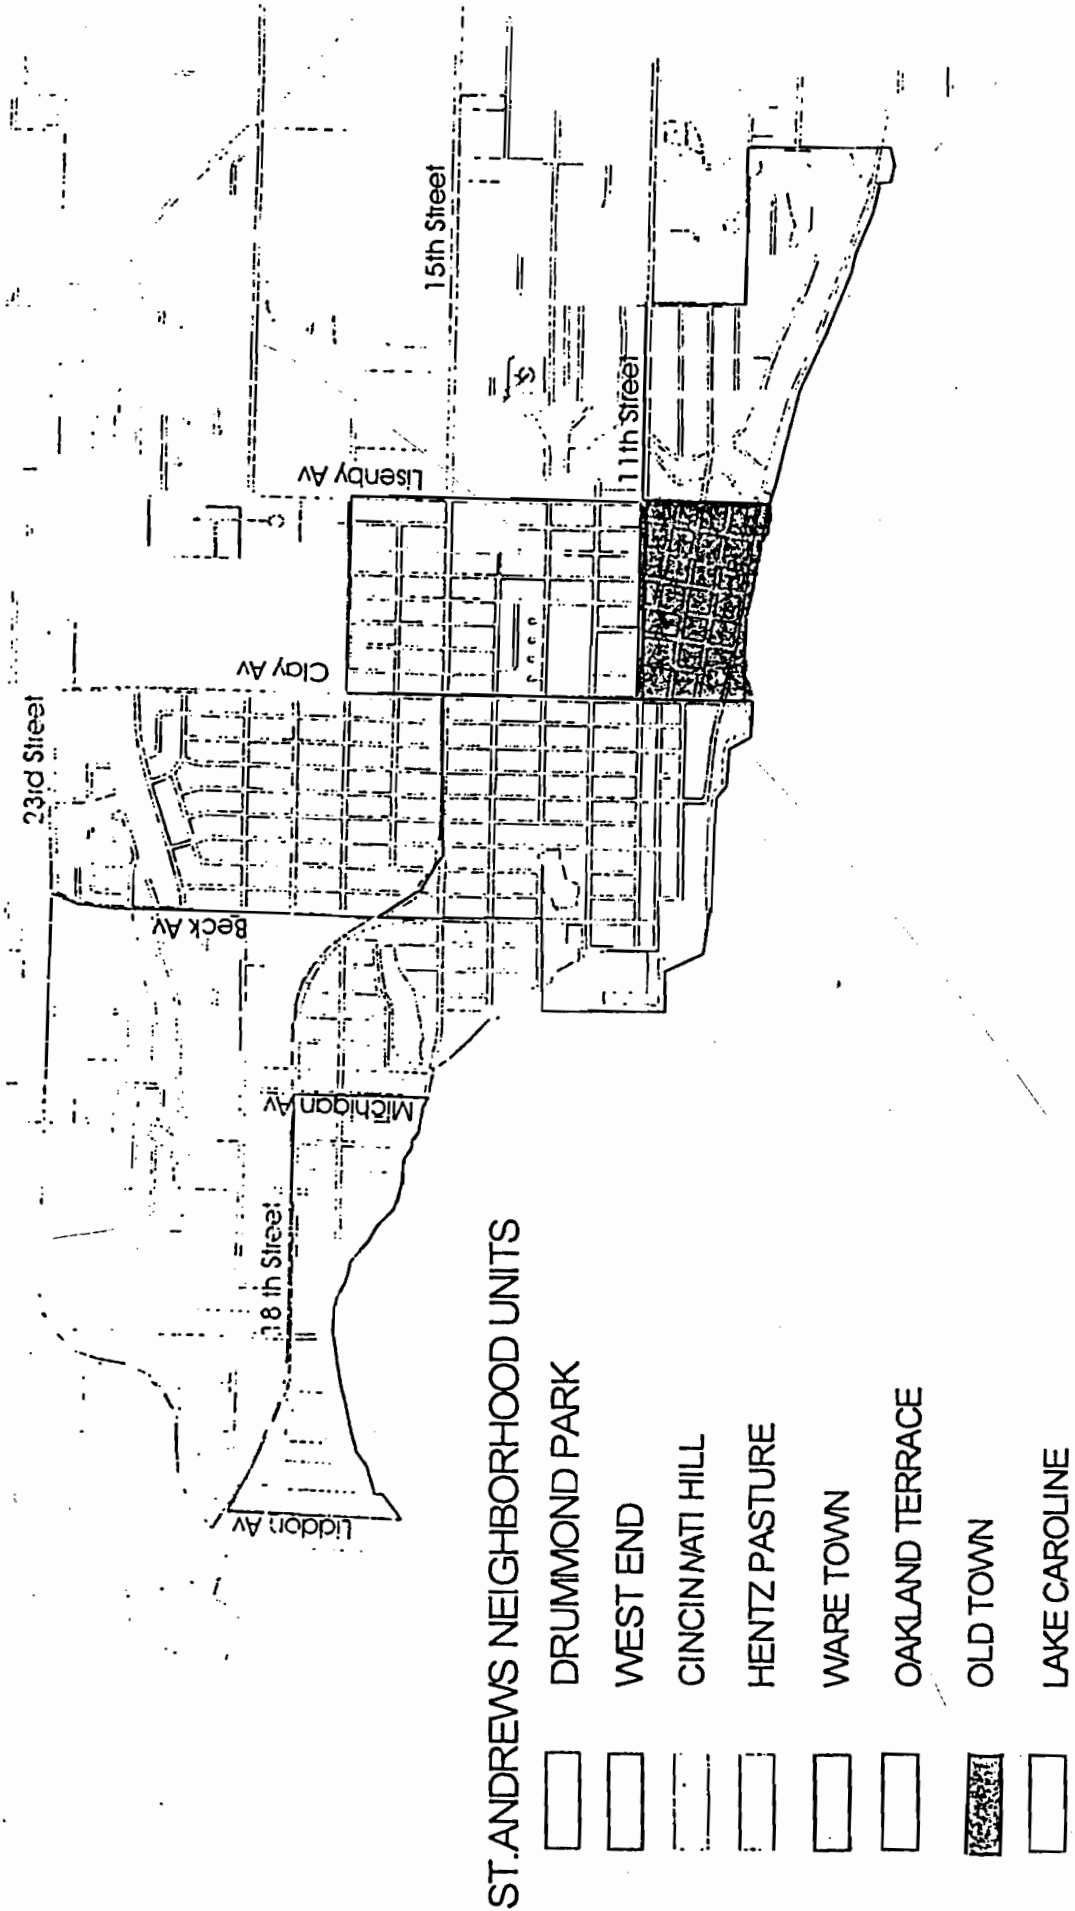 23rd Street
15th Street
11th Street
Lisenby Av
Clay Av
Beck Av
Michigan Av
18 th Street
Liddon Av
ST. ANDREWS NEIGHBORHOOD UNITS
DRUMMOND PARK
WEST END
CINCINNATI HILL
HENTZ PASTURE
WARE TOWN
OAKLAND TERRACE
OLD TOWN
LAKE CAROLINE